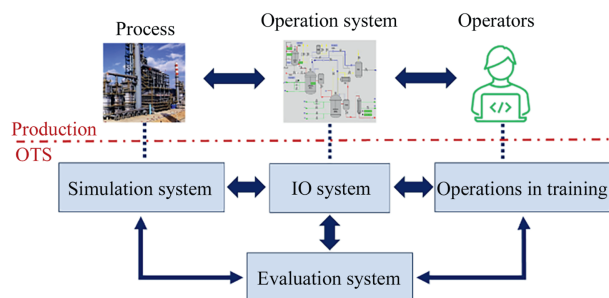 Process
Operation system
Operators
Production
OTS
Simulation system
IO system
Operations in training
Evaluation system